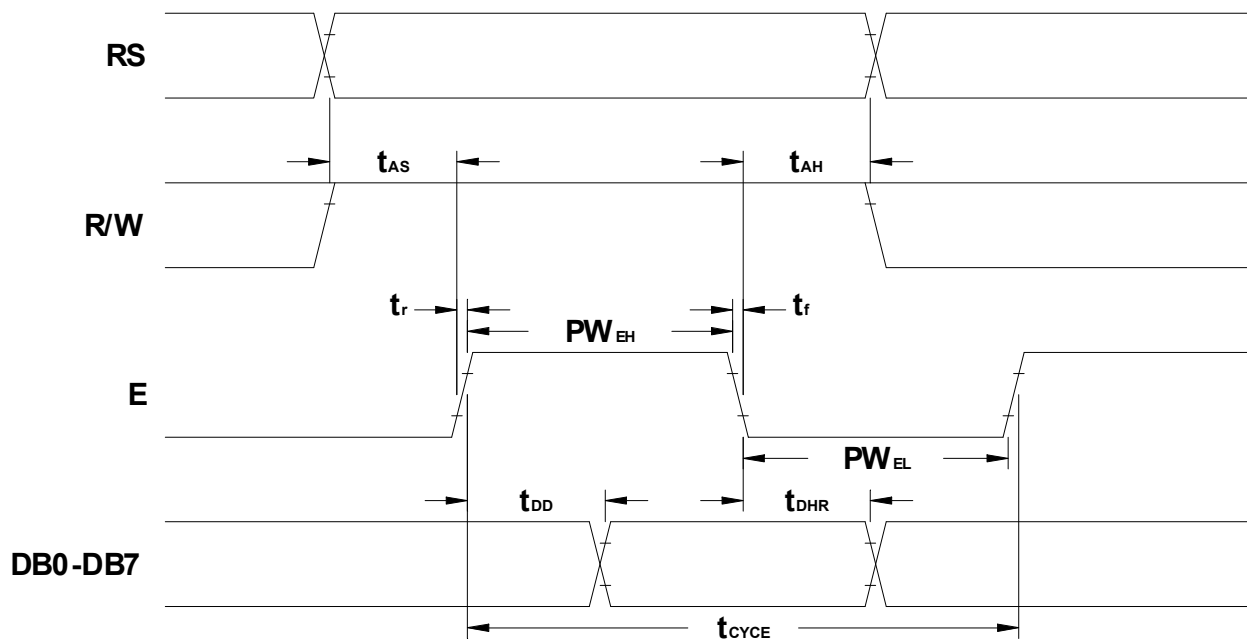 RS
tAS
tAH
R/W
tr
tf
PWEH
E
PWEL
tDD
tDHR
DB0-DB7
tCYCE